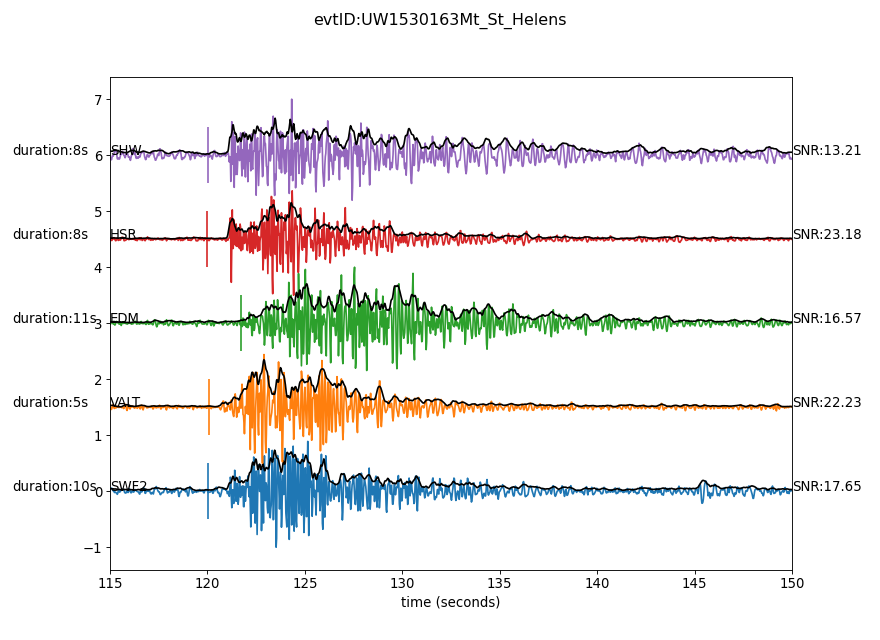 evtID:UW1530163Mt_St_Helens
7
duration:8s SHW 6 SNR:13.21
5
duration:8s HSR SNR:23.18
4
duration:11s EDM 3 SNR:16.57
2
duration:5s VALT SNR:22.23
1
duration:10s SWF2 0 SNR:17.65
−1
115 120 125 130 135 140 145 150
time (seconds)